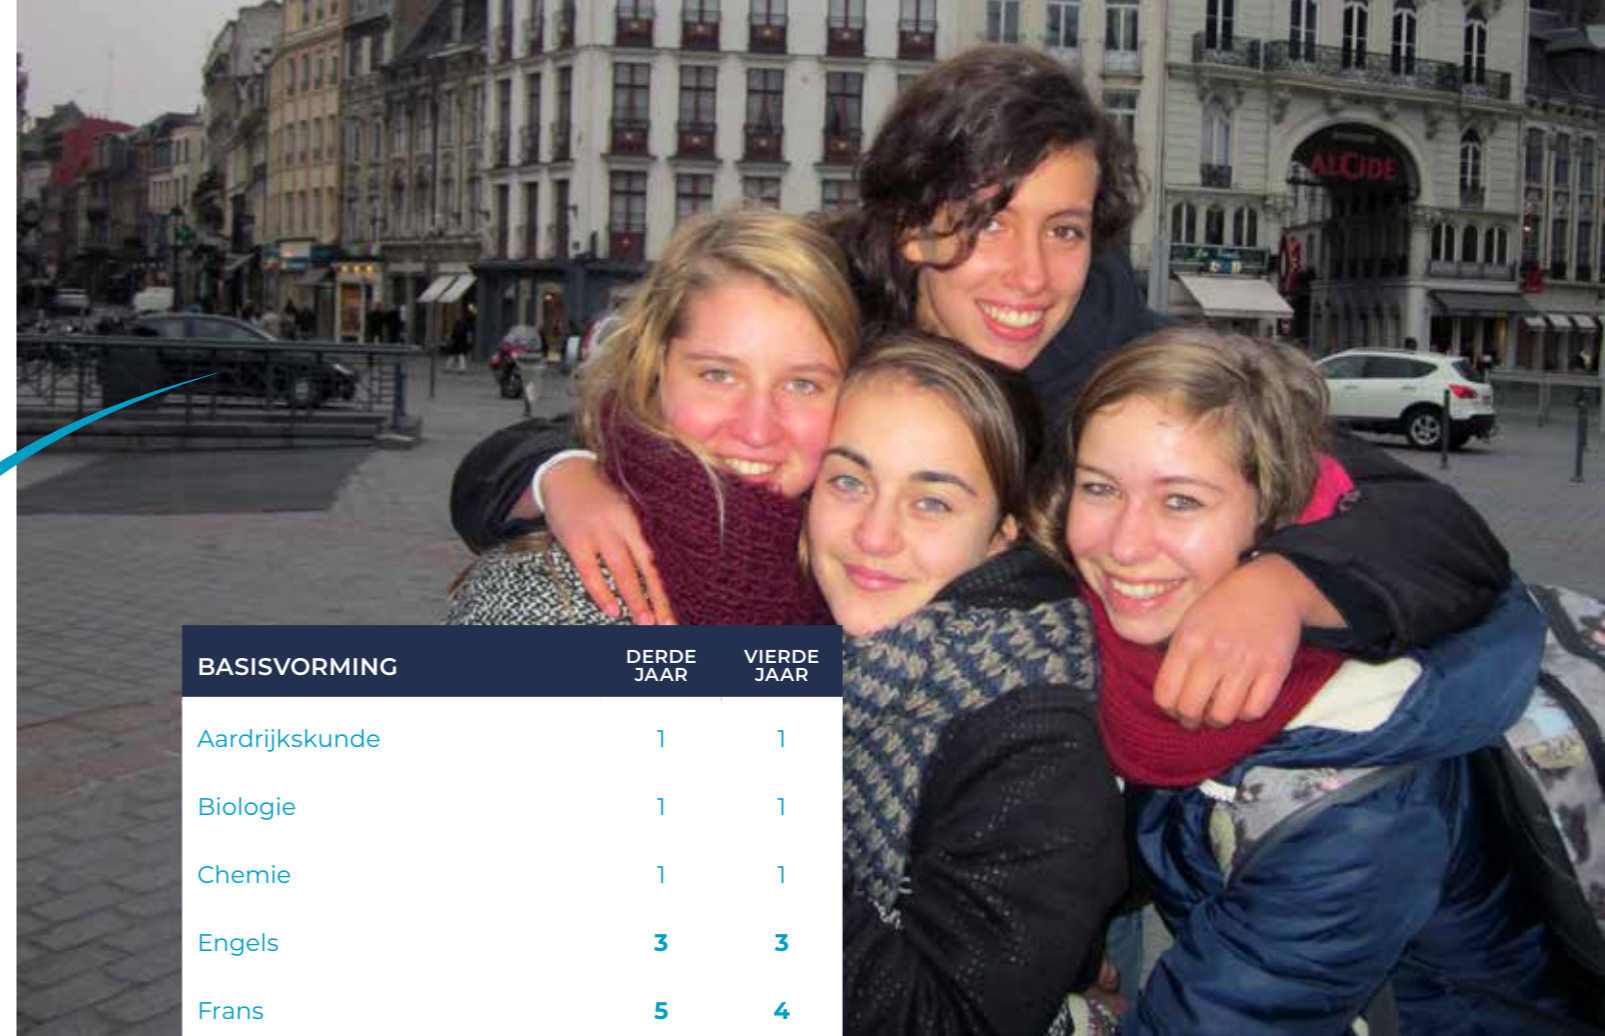 ALCIDE
BASISVORMING DERDE JAAR VIERDE JAAR
Aardrijkskunde 1 1
Biologie 1 1
Chemie 1 1
Engels 3 3
Frans 5 4